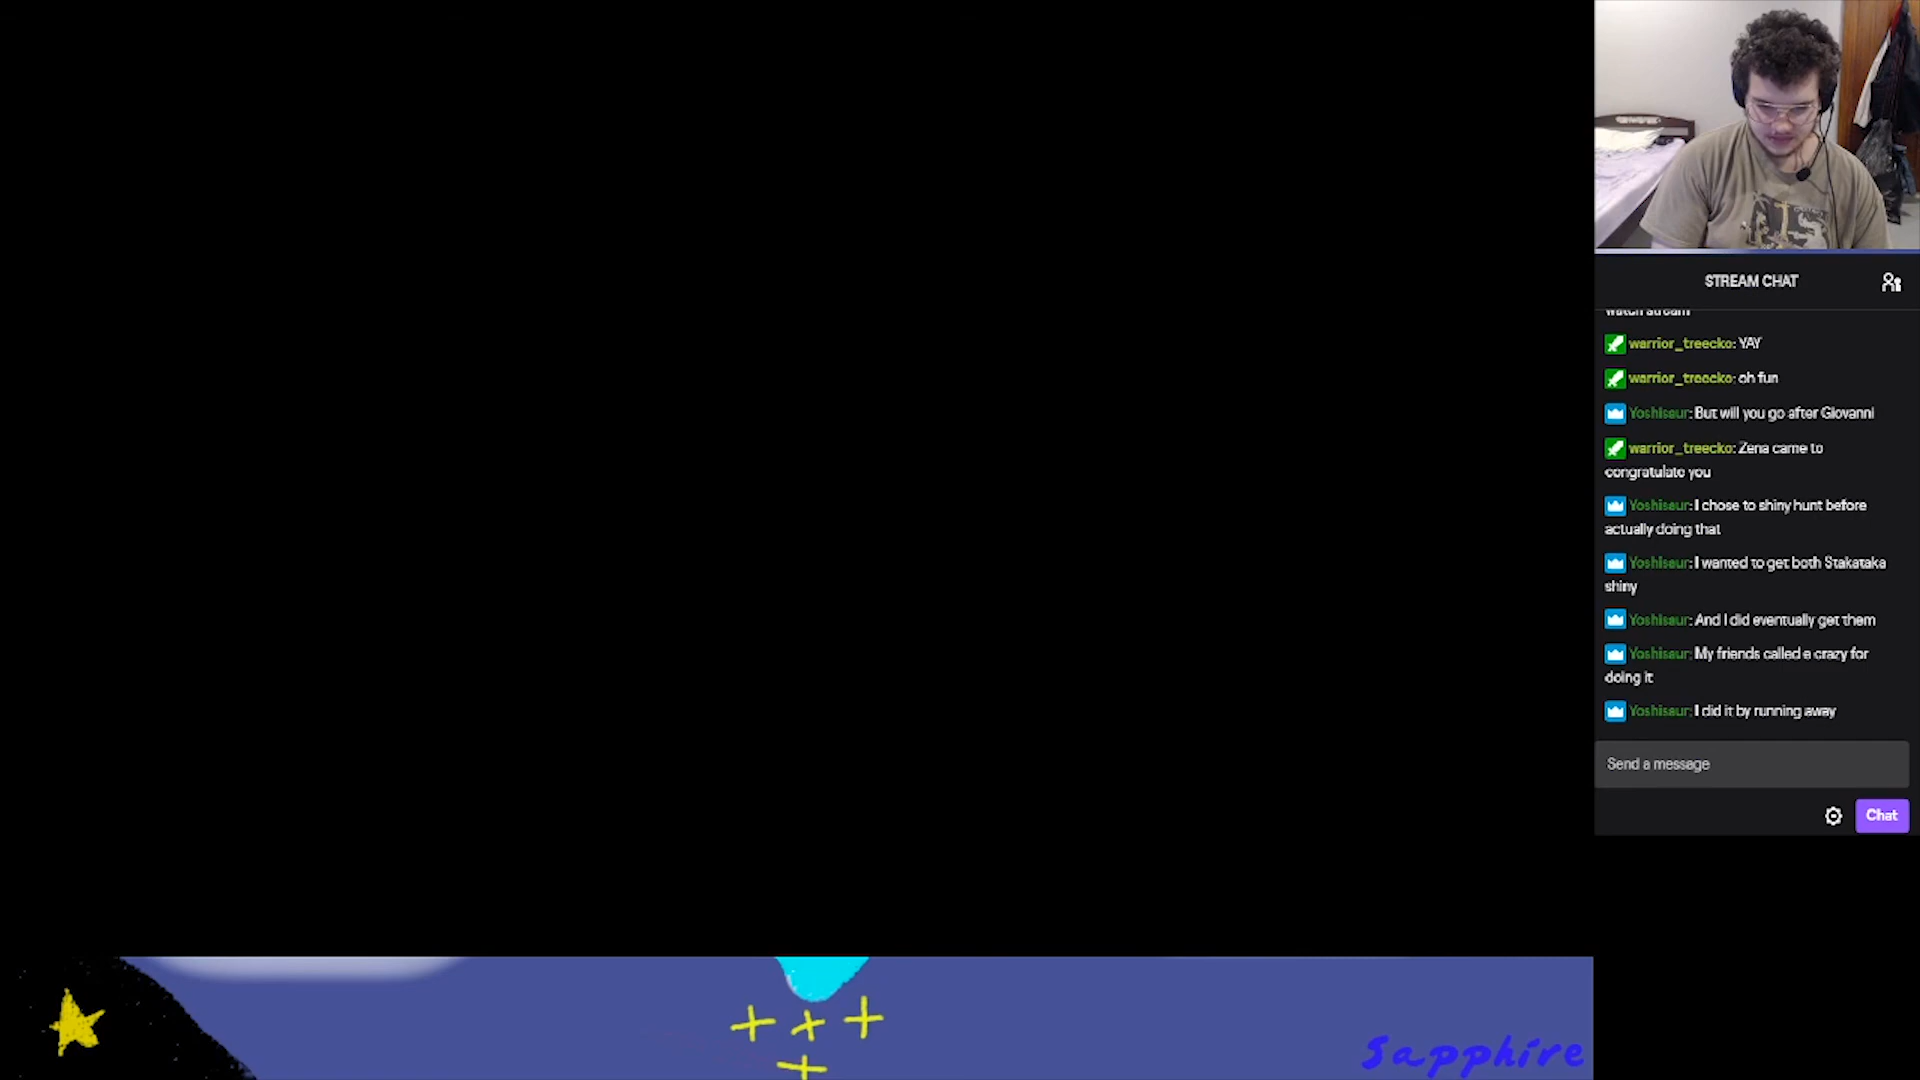 STREAM CHAT
watch stream
warrior_treecko: YAY
warrior_treecko: oh fun
Yoshisaur: But will you go after Giovanni
warrior_treecko: Zena came to
congratulate you
Yoshisaur: I chose to shiny hunt before
actually doing that
Yoshisaur: I wanted to get both Stakataka
shiny
Yoshisaur: And I did eventually get them
Yoshisaur: My friends called e crazy for
doing it
Yoshisaur: I did it by running away
Send a message
Chat
Sapphire